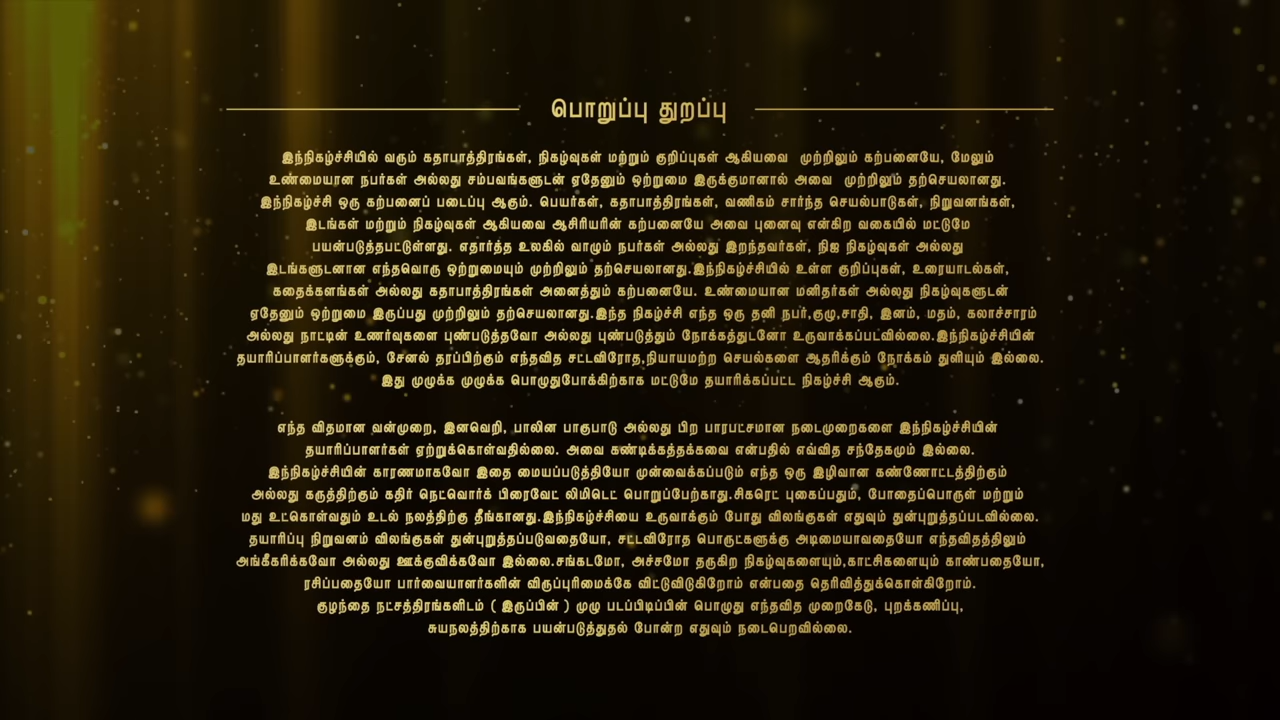 பொறுப்பு துறப்பு
இந்நிகழ்ச்சியில் வரும் கதாபாத்திரங்கள், நிகழ்வுகள் மற்றும் குறிப்புகள் ஆகியவை முற்றிலும் கற்பனையே, மேலும்
உண்மையான நபர்கள் அல்லது சம்பவங்களுடன் ஏதேனும் ஒற்றுமை இருக்குமானால் அவை முற்றிலும் தற்செயலானது.
இந்நிகழ்ச்சி ஒரு கற்பனைப் படைப்பு ஆகும். பெயர்கள், கதாபாத்திரங்கள், வணிகம் சார்ந்த செயல்பாடுகள், நிறுவனங்கள்,
இடங்கள் மற்றும் நிகழ்வுகள் ஆகியவை ஆசிரியரின் கற்பனையே அவை புனைவு என்கிற வகையில் மட்டுமே
பயன்படுத்தபட்டுள்ளது. எதார்த்த உலகில் வாழும் நபர்கள் அல்லது இறந்தவர்கள், நிஜ நிகழ்வுகள் அல்லது
இடங்களுடனான எந்தவொரு ஒற்றுமையும் முற்றிலும் தற்செயலானது.இந்நிகழ்ச்சியில் உள்ள குறிப்புகள், உரையாடல்கள்,
கதைக்களங்கள் அல்லது கதாபாத்திரங்கள் அனைத்தும் கற்பனையே. உண்மையான மனிதர்கள் அல்லது நிகழ்வுகளுடன்
ஏதேனும் ஒற்றுமை இருப்பது முற்றிலும் தற்செயலானது.இந்த நிகழ்ச்சி எந்த ஒரு தனி நபர்,குழு,சாதி, இனம், மதம், கலாச்சாரம்
அல்லது நாட்டின் உணர்வுகளை புண்படுத்தவோ அல்லது புண்படுத்தும் நோக்கத்துடனோ உருவாக்கப்படவில்லை.இந்நிகழ்ச்சியின்
தயாரிப்பாளர்களுக்கும், சேனல் தரப்பிற்கும் எந்தவித சட்டவிரோத,நியாயமற்ற செயல்களை ஆதரிக்கும் நோக்கம் துளியும் இல்லை.
இது முழுக்க முழுக்க பொழுதுபோக்கிற்காக மட்டுமே தயாரிக்கப்பட்ட நிகழ்ச்சி ஆகும்.
எந்த விதமான வன்முறை, இனவெறி, பாலின பாகுபாடு அல்லது பிற பாரபட்சமான நடைமுறைகளை இந்நிகழ்ச்சியின்
தயாரிப்பாளர்கள் ஏற்றுக்கொள்வதில்லை. அவை கண்டிக்கத்தக்கவை என்பதில் எவ்வித சந்தேகமும் இல்லை.
இந்நிகழ்ச்சியின் காரணமாகவோ இதை மையப்படுத்தியோ முன்வைக்கப்படும் எந்த ஒரு இழிவான கண்ணோட்டத்திற்கும்
அல்லது கருத்திற்கும் கதிர் நெட்வொர்க் பிரைவேட் லிமிடெட் பொறுப்பேற்காது.சிகரெட் புகைப்பதும், போதைப்பொருள் மற்றும்
மது உட்கொள்வதும் உடல் நலத்திற்கு தீங்கானது.இந்நிகழ்ச்சியை உருவாக்கும் போது விலங்குகள் எதுவும் துன்புறுத்தப்படவில்லை.
தயாரிப்பு நிறுவனம் விலங்குகள் துன்புறுத்தப்படுவதையோ, சட்டவிரோத பொருட்களுக்கு அடிமையாவதையோ எந்தவிதத்திலும்
அங்கீகரிக்கவோ அல்லது ஊக்குவிக்கவோ இல்லை.சங்கடமோ, அச்சமோ தருகிற நிகழ்வுகளையும்,காட்சிகளையும் காண்பதையோ,
ரசிப்பதையோ பார்வையாளர்களின் விருப்புரிமைக்கே விட்டுவிடுகிறோம் என்பதை தெரிவித்துக்கொள்கிறோம்.
குழந்தை நட்சத்திரங்களிடம் ( இருப்பின் ) முழு படப்பிடிப்பின் பொழுது எந்தவித முறைகேடு, புறக்கணிப்பு,
சுயநலத்திற்காக பயன்படுத்துதல் போன்ற எதுவும் நடைபெறவில்லை.